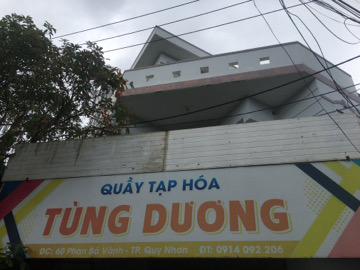 QUẦY TẠP HÓA
TÙNG DƯƠNG
ĐC: 60 Phan Bá Vành - TP. Quy Nhơn ĐT: 0914 092 206